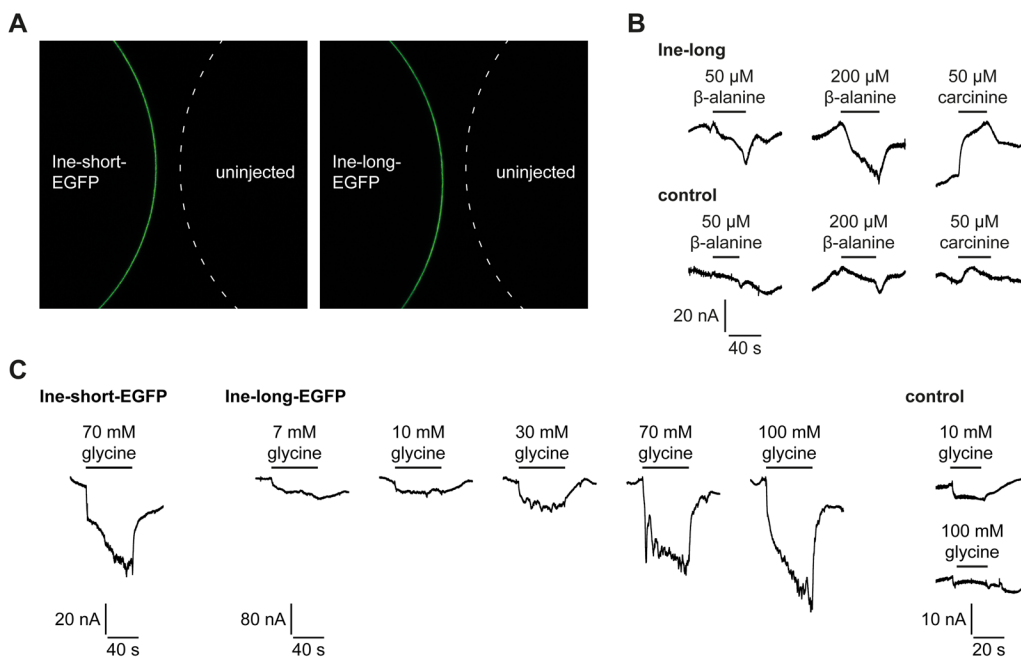 A
Ine-short-
EGFP
uninjected
Ine-long-
EGFP
uninjected
B
Ine-long
50 µM
β-alanine
200 µM
β-alanine
50 µM
carcinine
control
50 µM
β-alanine
200 µM
β-alanine
50 µM
carcinine
20 nA
40 s
C
Ine-short-EGFP
70 mM
glycine
20 nA
40 s
Ine-long-EGFP
7 mM
glycine
10 mM
glycine
30 mM
glycine
70 mM
glycine
100 mM
glycine
80 nA
40 s
control
10 mM
glycine
100 mM
glycine
10 nA
20 s